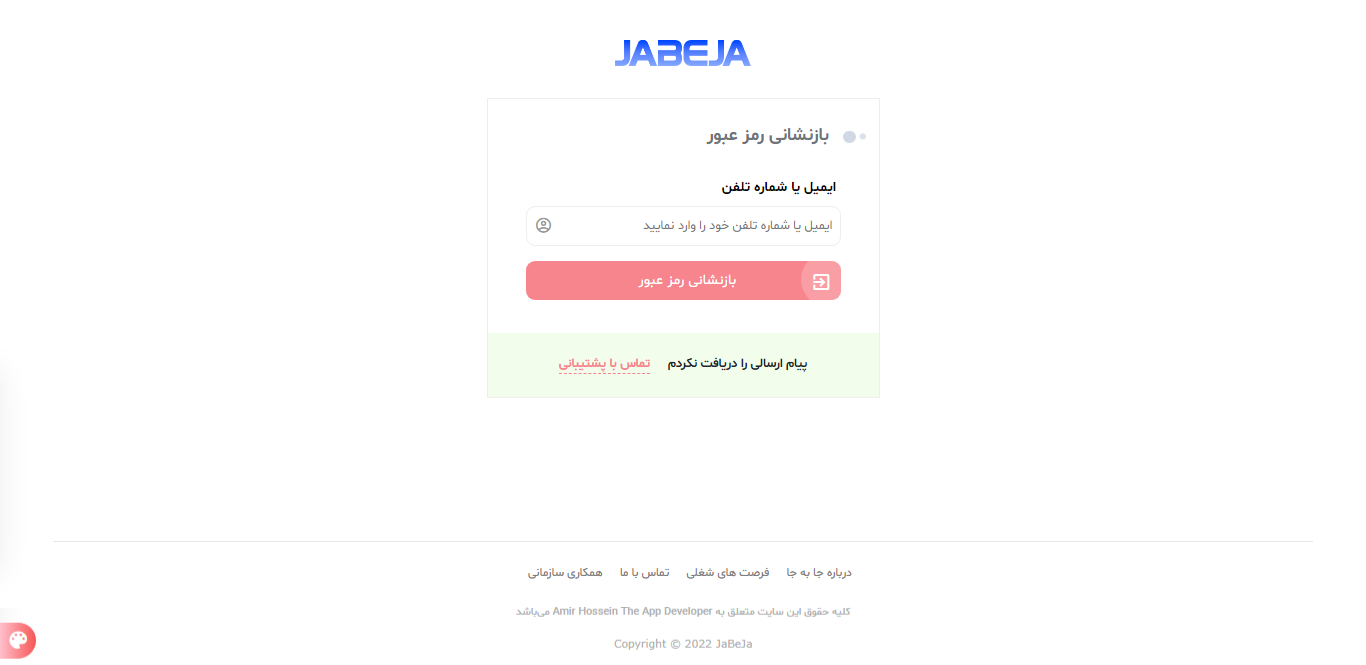 JABEJA
بازنشانی رمز عبور
ایمیل یا شماره تلفن
ایمیل یا شماره تلفن خود را وارد نمایید
بازنشانی رمز عبور
پیام ارسالی را دریافت نکردم تماس با پشتیبانی
درباره جا به جا فرصت های شغلی تماس با ما همکاری سازمانی
کلیه حقوق این سایت متعلق به Amir Hossein The App Developer می‌باشد
Copyright © 2022 JaBeJa